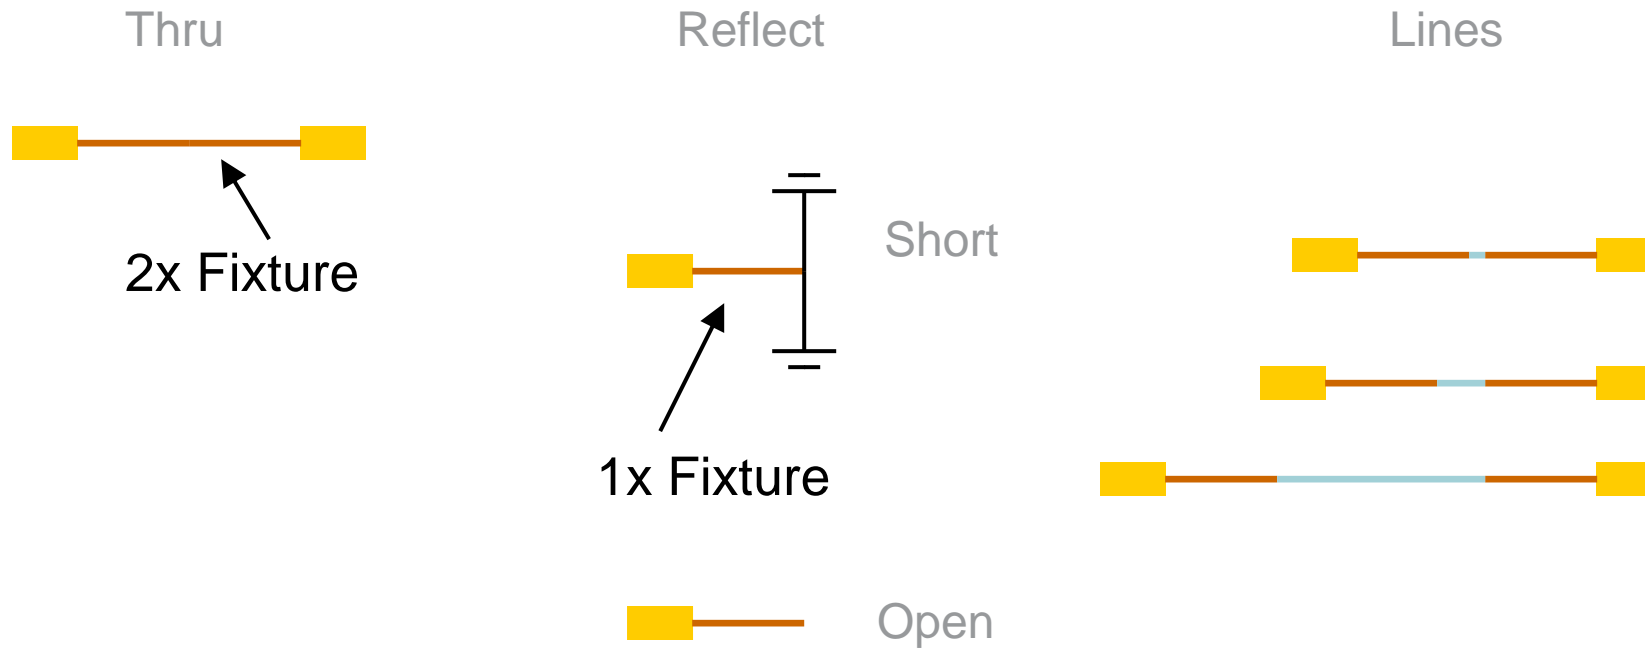 Thru
Reflect
Lines
2x Fixture
Short
1x Fixture
Open